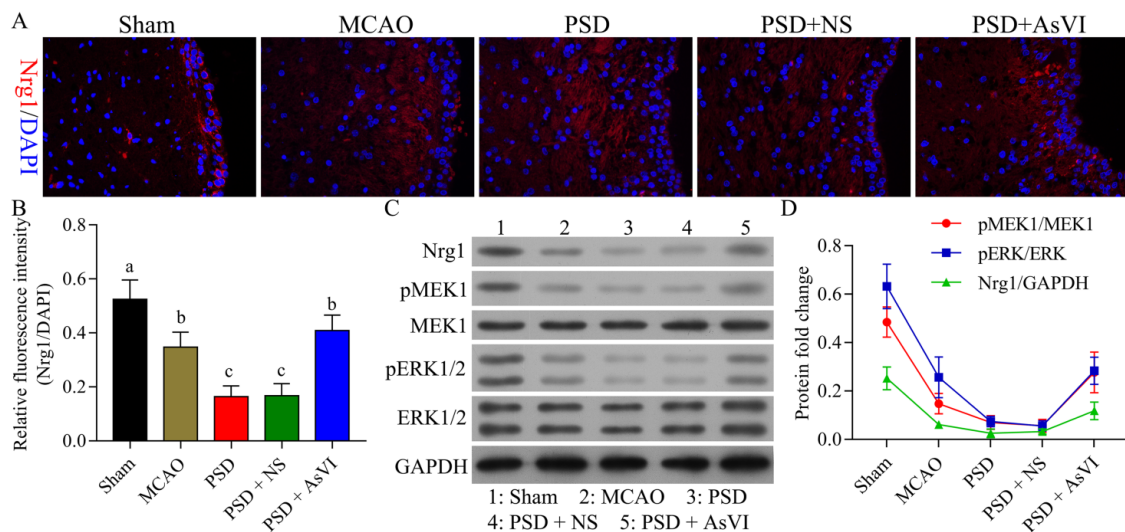 A
Sham MCAO PSD PSD+NS PSD+AsVI
Nrg1/DAPI
B
Relative fluorescence intensity
(Nrg1/DAPI)
0.8
0.6
0.4
0.2
0.0
a
b
c
c
b
Sham
MCAO
PSD
PSD + NS
PSD + AsVI
C
1 2 3 4 5
Nrg1
pMEK1
MEK1
pERK1/2
ERK1/2
GAPDH
1: Sham 2: MCAO 3: PSD
4: PSD + NS 5: PSD + AsVI
D
pMEK1/MEK1
pERK/ERK
Nrg1/GAPDH
Protein fold change
0.8
0.6
0.4
0.2
0.0
Sham
MCAO
PSD
PSD + NS
PSD + AsVI